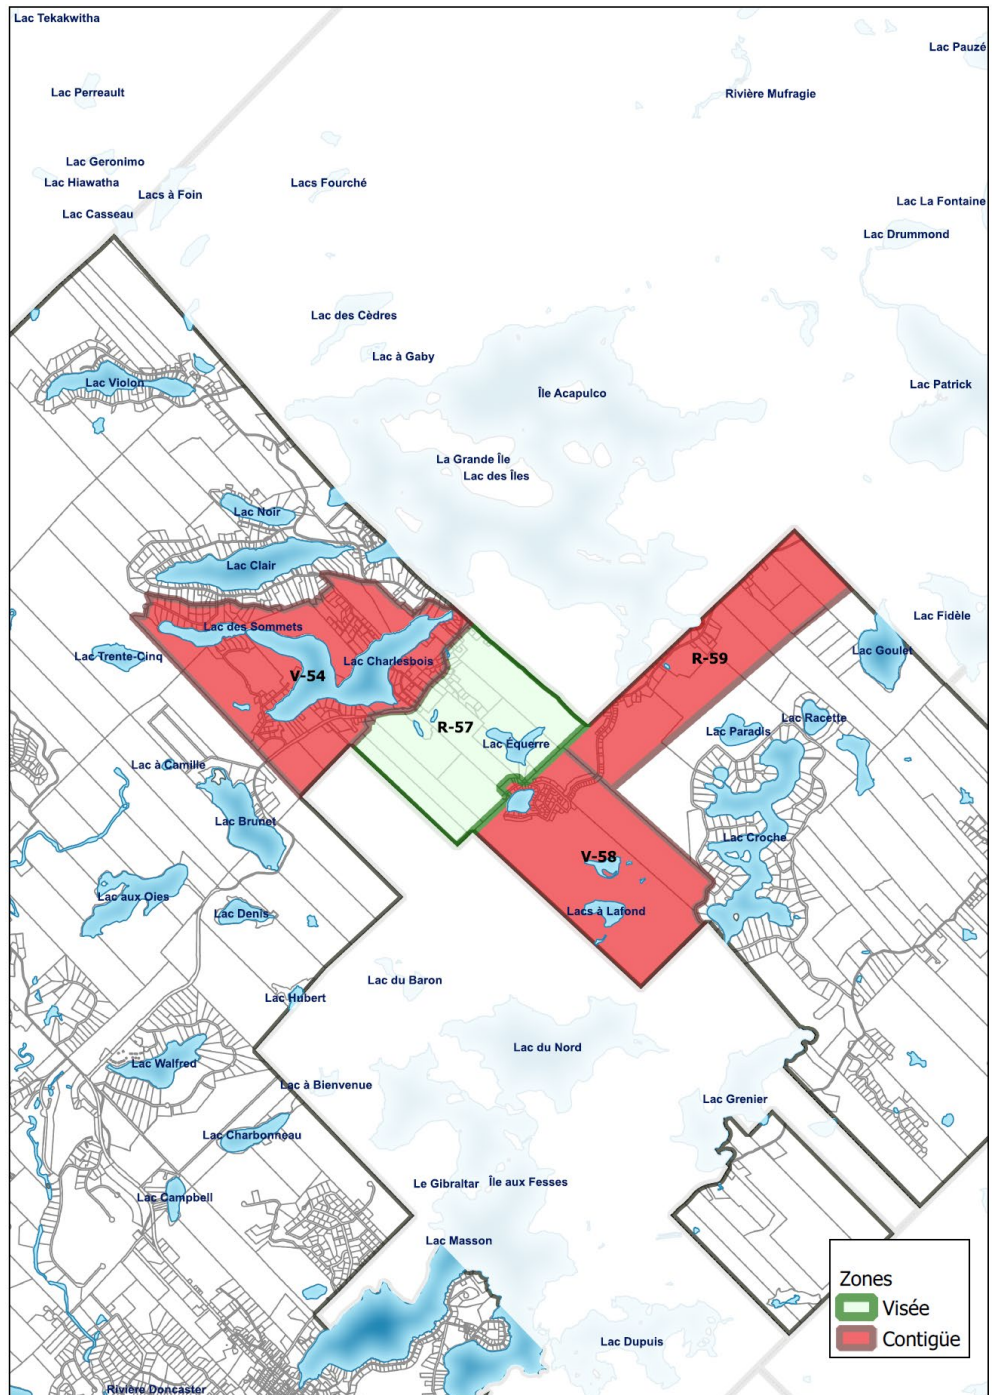 Lac Tekakwitha
Lac Pauzé
Lac Perreault
Rivière Mufragie
Lac Geronimo
Lac Hiawatha
Lacs Fourché
Lacs à Foin
Lac La Fontaine
Lac Casseau
Lac Drummond
Lac des Cèdres
Lac à Gaby
Lac Violon
Lac Patrick
Île Acapulco
La Grande Île
Lac des Îles
Lac Noir
Lac Clair
Lac Fidèle
Lac des Sommets
Lac Goulet
Lac Trente-Cinq
Lac Charlesbois
R-59
V-54
Lac Racette
R-57
Lac Paradis
Lac Équerre
Lac à Camille
Lac Brunet
Lac Croche
V-58
Lac aux Oies
Lac Denis
Lacs à Lafond
Lac du Baron
Lac Hubert
Lac du Nord
Lac Walfred
Lac à Bienvenue
Lac Grenier
Lac Charbonneau
Le Gibraltar
Île aux Fesses
Lac Campbell
Lac Masson
Zones
Visée
Contigüe
Lac Dupuis
Rivière Doncaster